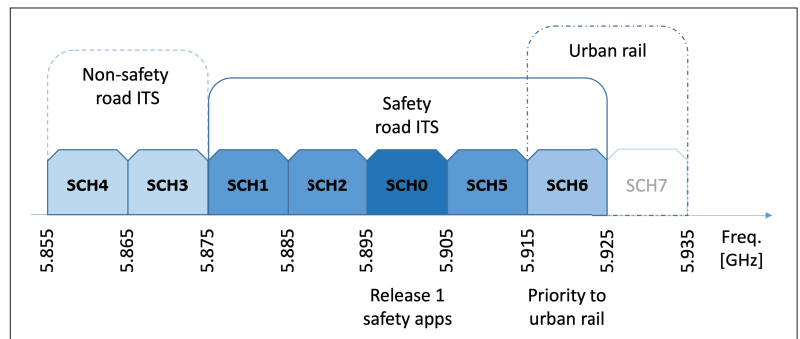 Urban rail
Non-safety
road ITS
Safety
road ITS
SCH4
SCH3
SCH1
SCH2
SCH0
SCH5
SCH6
SCH7
5.855
5.865
5.875
5.885
5.895
5.905
5.915
5.925
5.935
Freq.
[GHz]
Release 1
safety apps
Priority to
urban rail